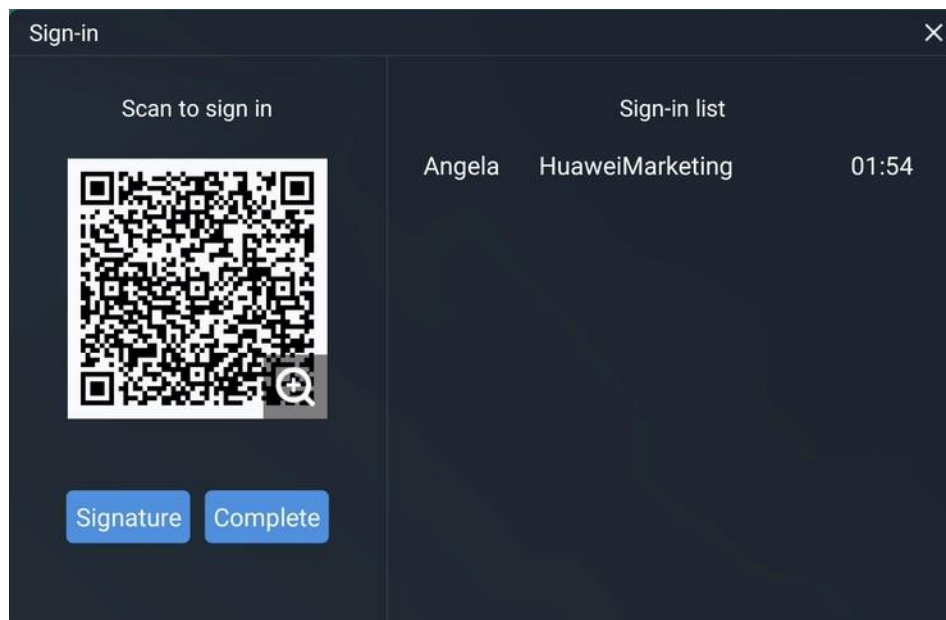 Sign-in
Scan to sign in
Signature Complete
Sign-in list
Angela HuaweiMarketing 01:54